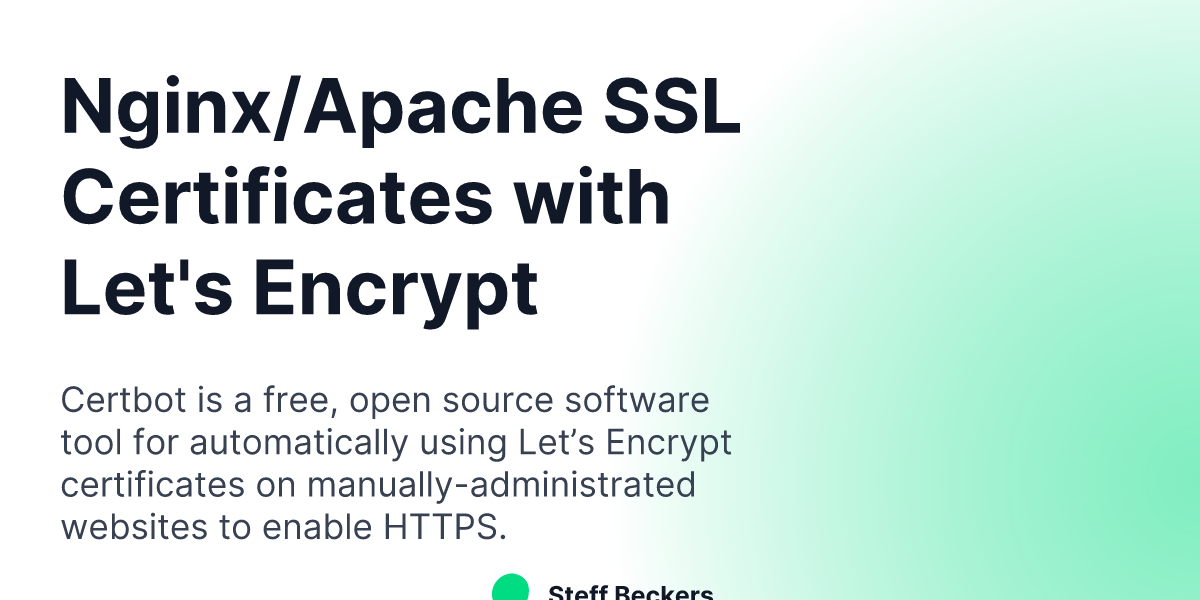 Nginx/Apache SSL
Certificates with
Let's Encrypt
Certbot is a free, open source software
tool for automatically using Let’s Encrypt
certificates on manually-administrated
websites to enable HTTPS.
Steff Beckers